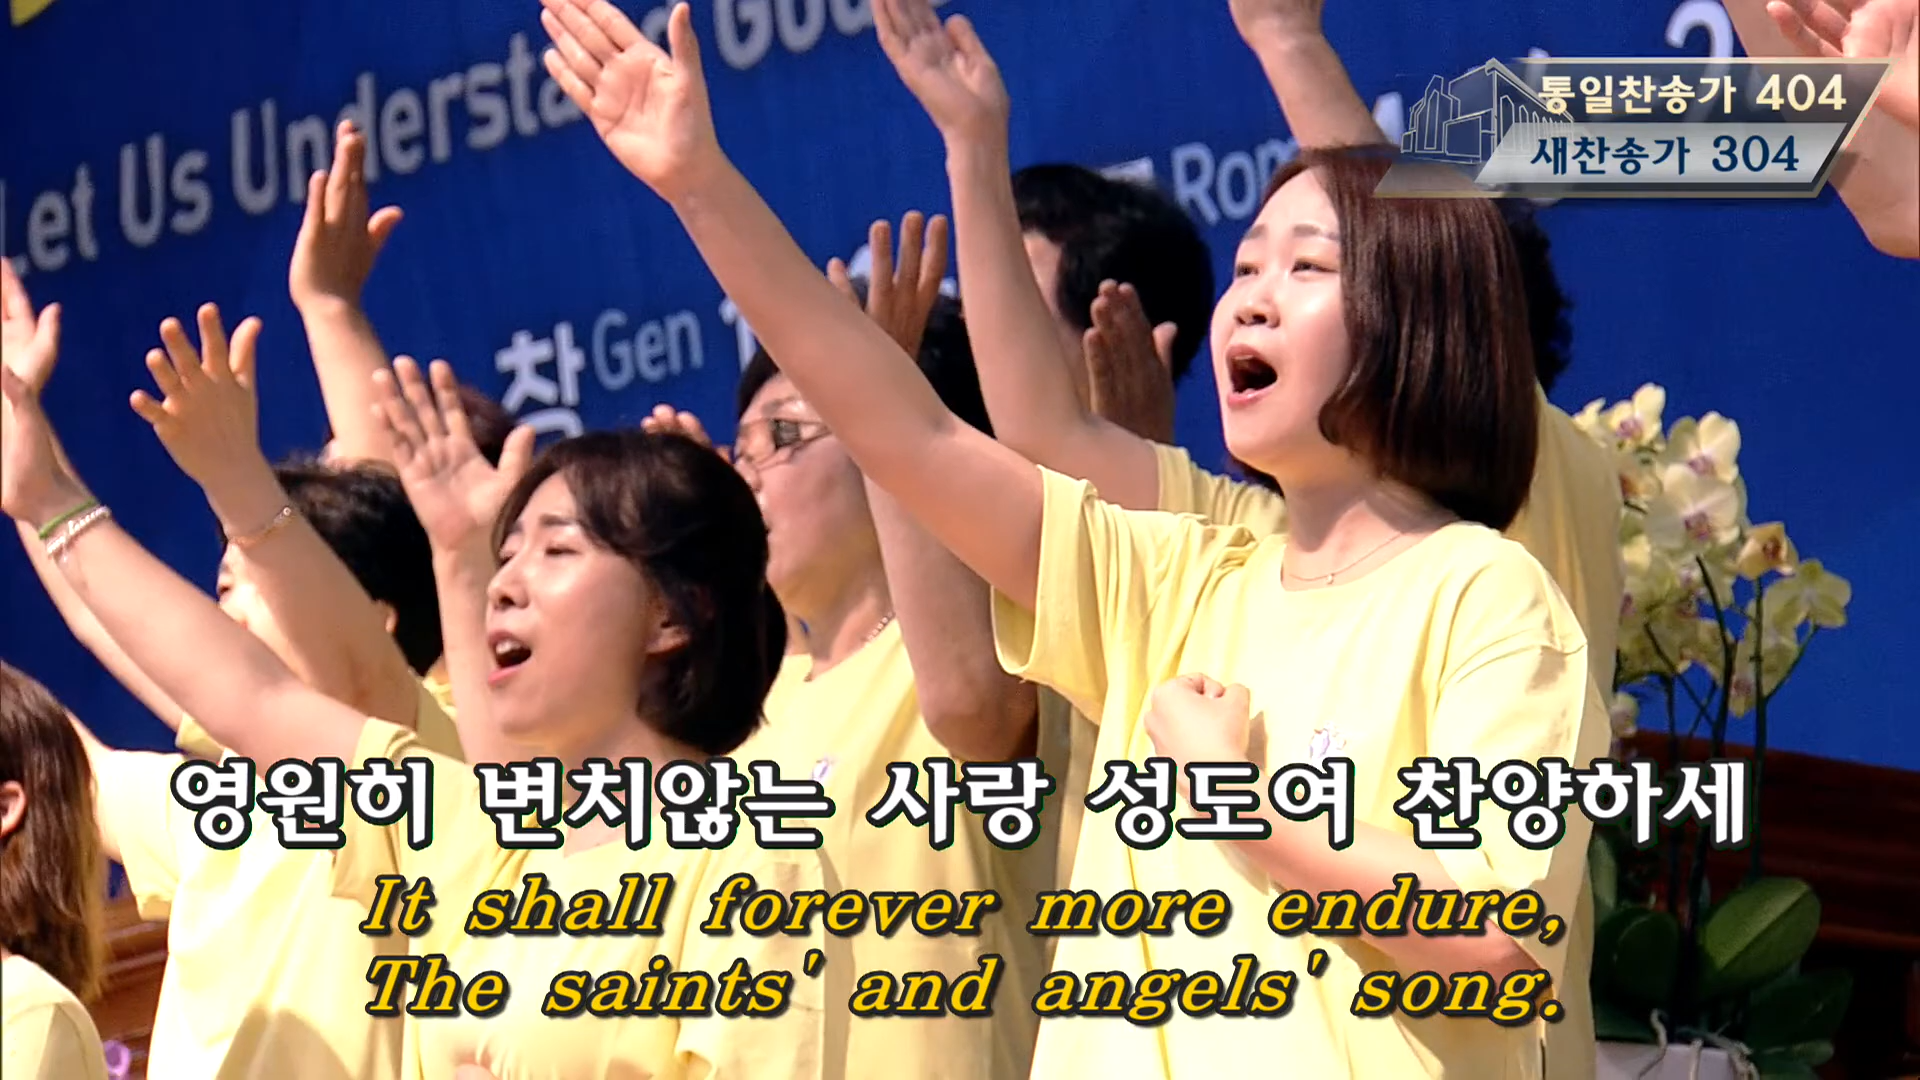 Let Us Understand God
통일찬송가 404
새찬송가 304
창 Gen
영원히 변치않는 사랑 성도여 찬양하세
It shall forever more endure,
The saints' and angels' song.